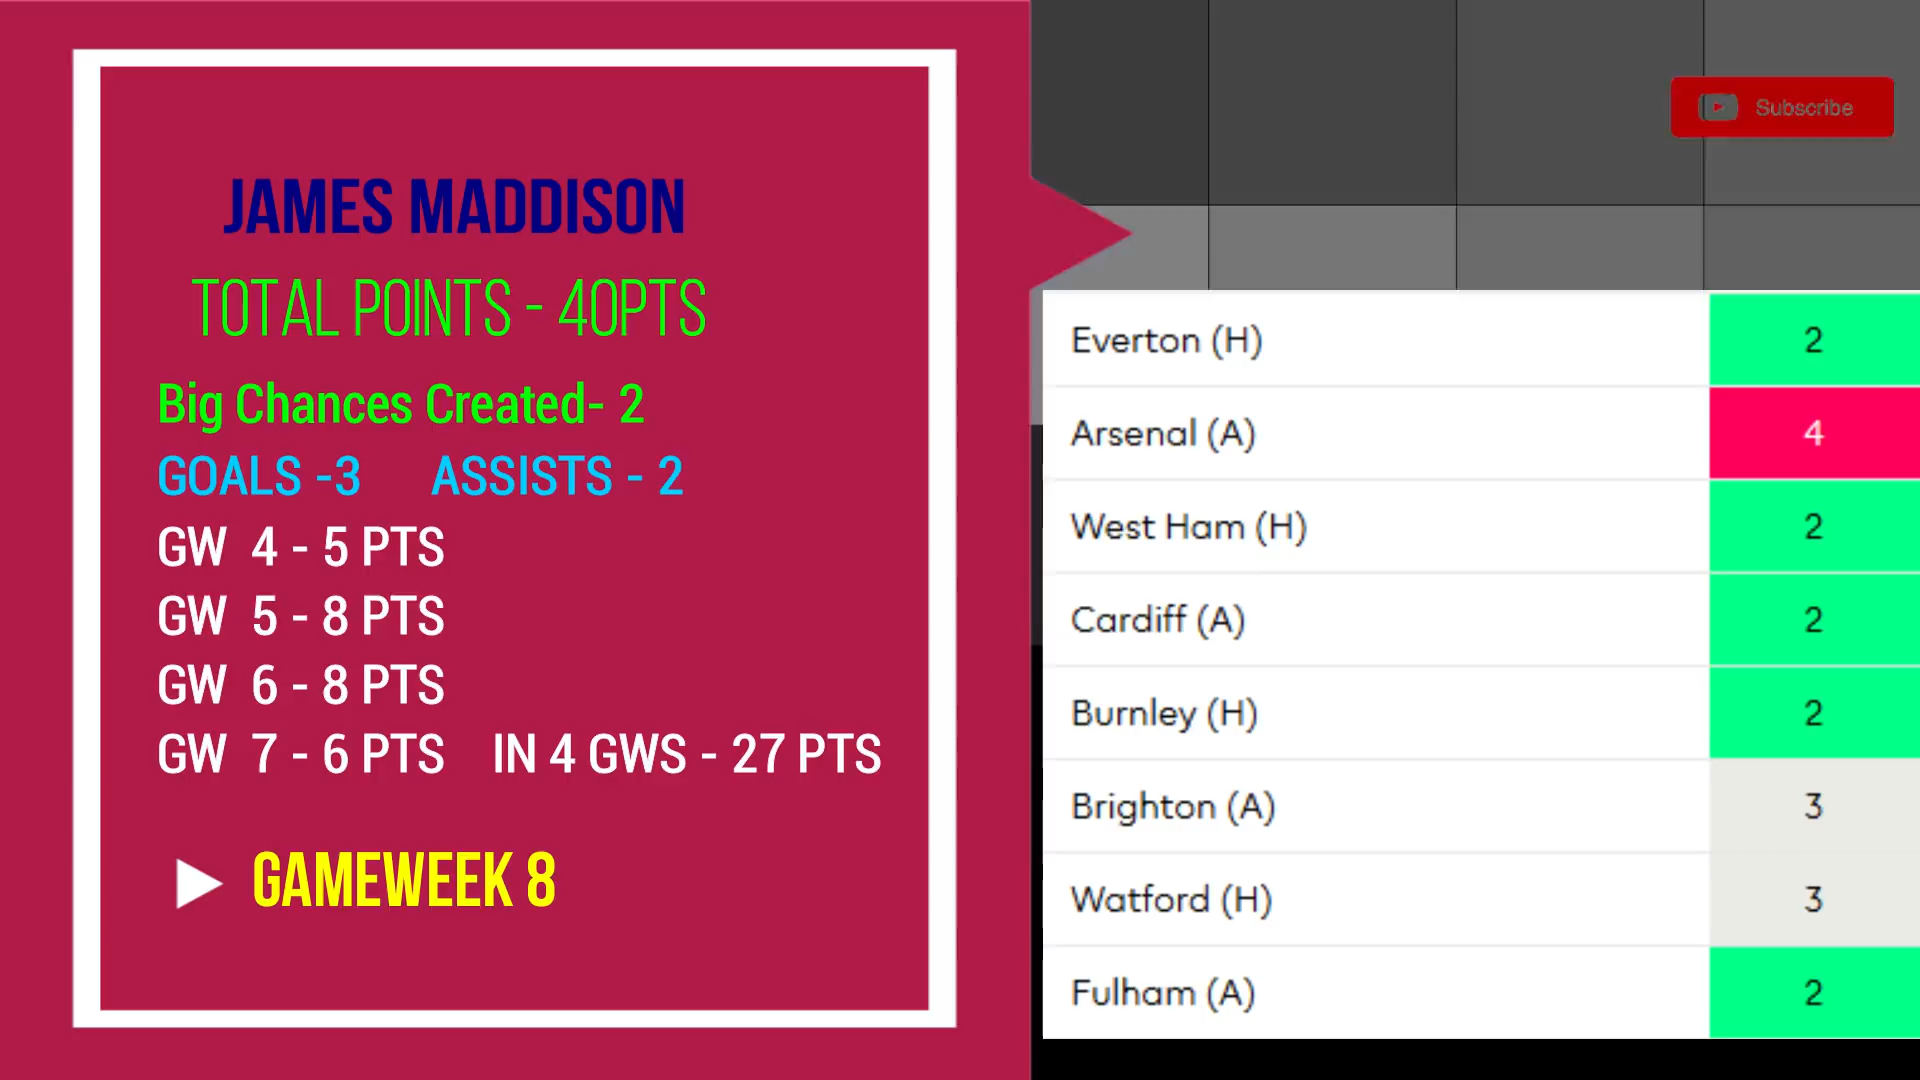 JAMES MADDISON
TOTAL POINTS - 40PTS
Big Chances Created- 2
GOALS -3 ASSISTS - 2
GW 4 - 5 PTS
GW 5 - 8 PTS
GW 6 - 8 PTS
GW 7 - 6 PTS IN 4 GWS - 27 PTS
GAMEWEEK 8
Subscribe
Everton (H) 2
Arsenal (A) 4
West Ham (H) 2
Cardiff (A) 2
Burnley (H) 2
Brighton (A) 3
Watford (H) 3
Fulham (A) 2